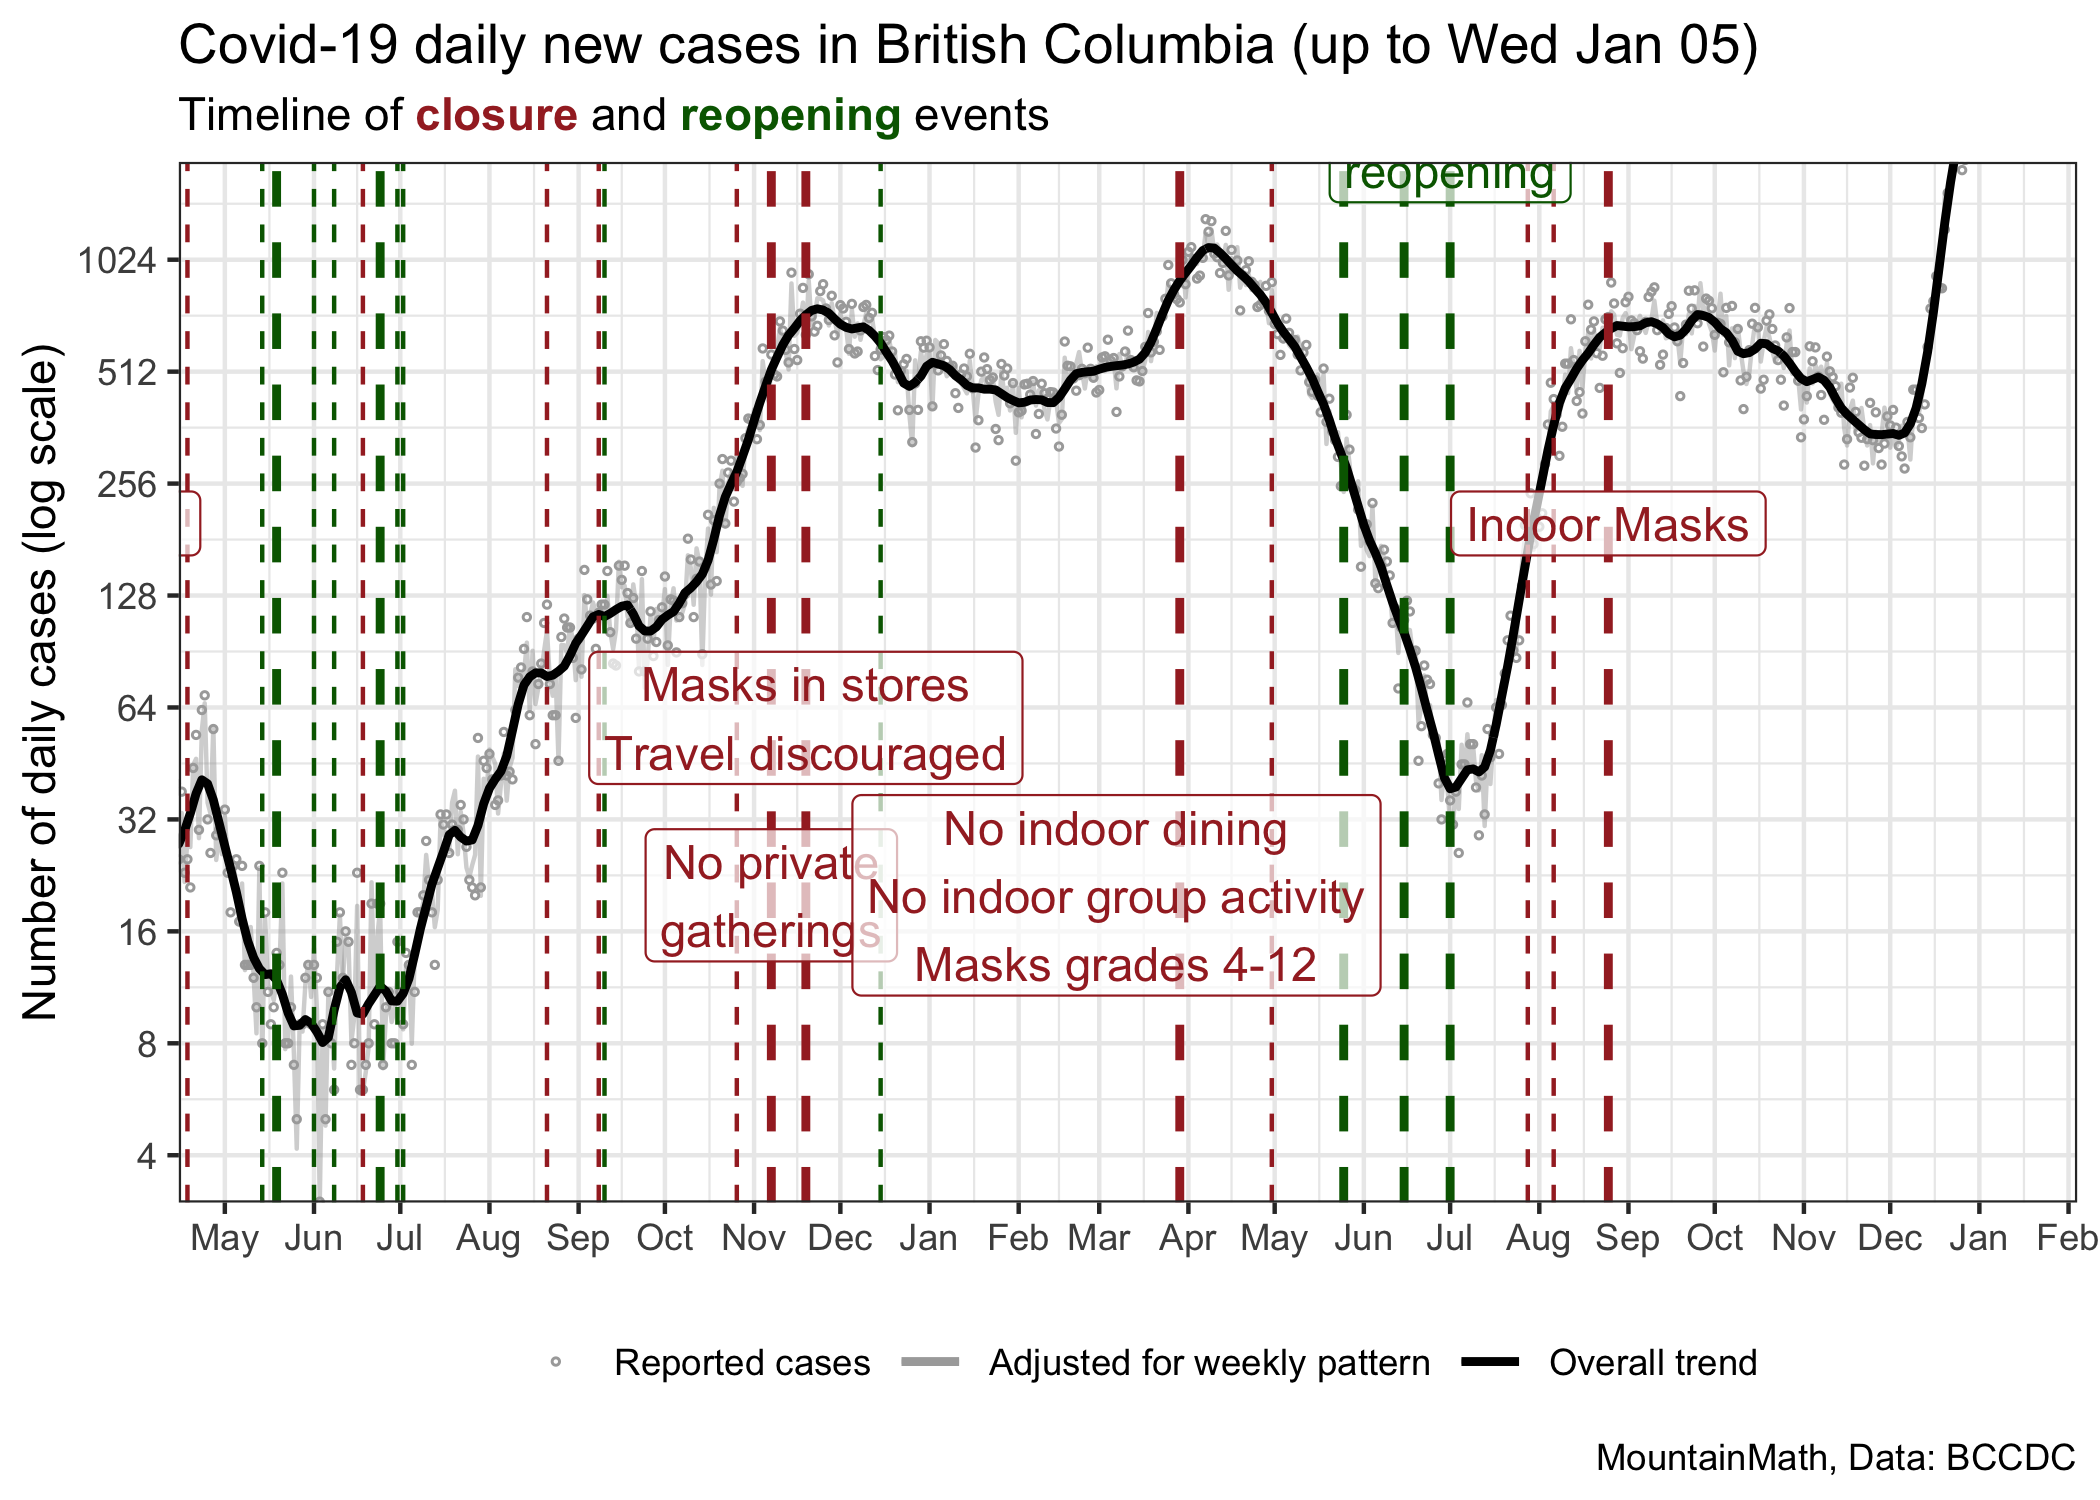 Covid-19 daily new cases in British Columbia (up to Wed Jan 05)
Timeline of closure and reopening events
Number of daily cases (log scale)
1024
512
256
128
64
32
16
8
4
reopening
Indoor Masks
Masks in stores
Travel discouraged
No private
gatherings
No indoor dining
No indoor group activity
Masks grades 4-12
May Jun Jul Aug Sep Oct Nov Dec Jan Feb Mar Apr May Jun Jul Aug Sep Oct Nov Dec Jan Feb
Reported cases Adjusted for weekly pattern Overall trend
MountainMath, Data: BCCDC